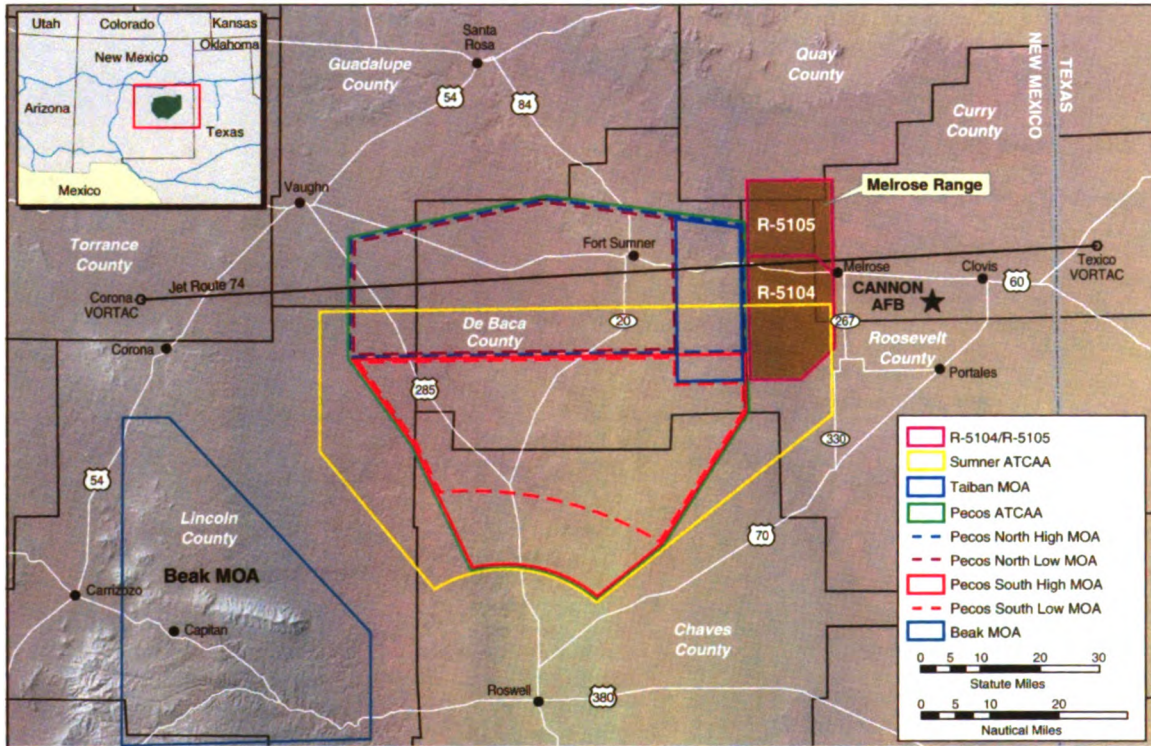 Utah
Colorado
Kansas
New Mexico
Oklahoma
Arizona
Texas
Mexico
Santa
Rosa
Guadalupe
County
54
84
Quay
County
NEW MEXICO
TEXAS
Curry
County
Melrose Range
Vaughn
Torrance
County
R-5105
Fort Sumner
Texico
VORTAC
Melrose
Clovis
60
Jet Route 74
Corona
VORTAC
R-5104
CANNON
AFB
De Baca
County
20
267
Roosevelt
County
Corona
Portales
285
330
54
Lincoln
County
70
Beak MOA
Carrizozo
Capitan
Chaves
County
Roswell
380
R-5104/R-5105
Sumner ATCAA
Taiban MOA
Pecos ATCAA
Pecos North High MOA
Pecos North Low MOA
Pecos South High MOA
Pecos South Low MOA
Beak MOA
0 5 10 20 30
Statute Miles
0 5 10 20
Nautical Miles